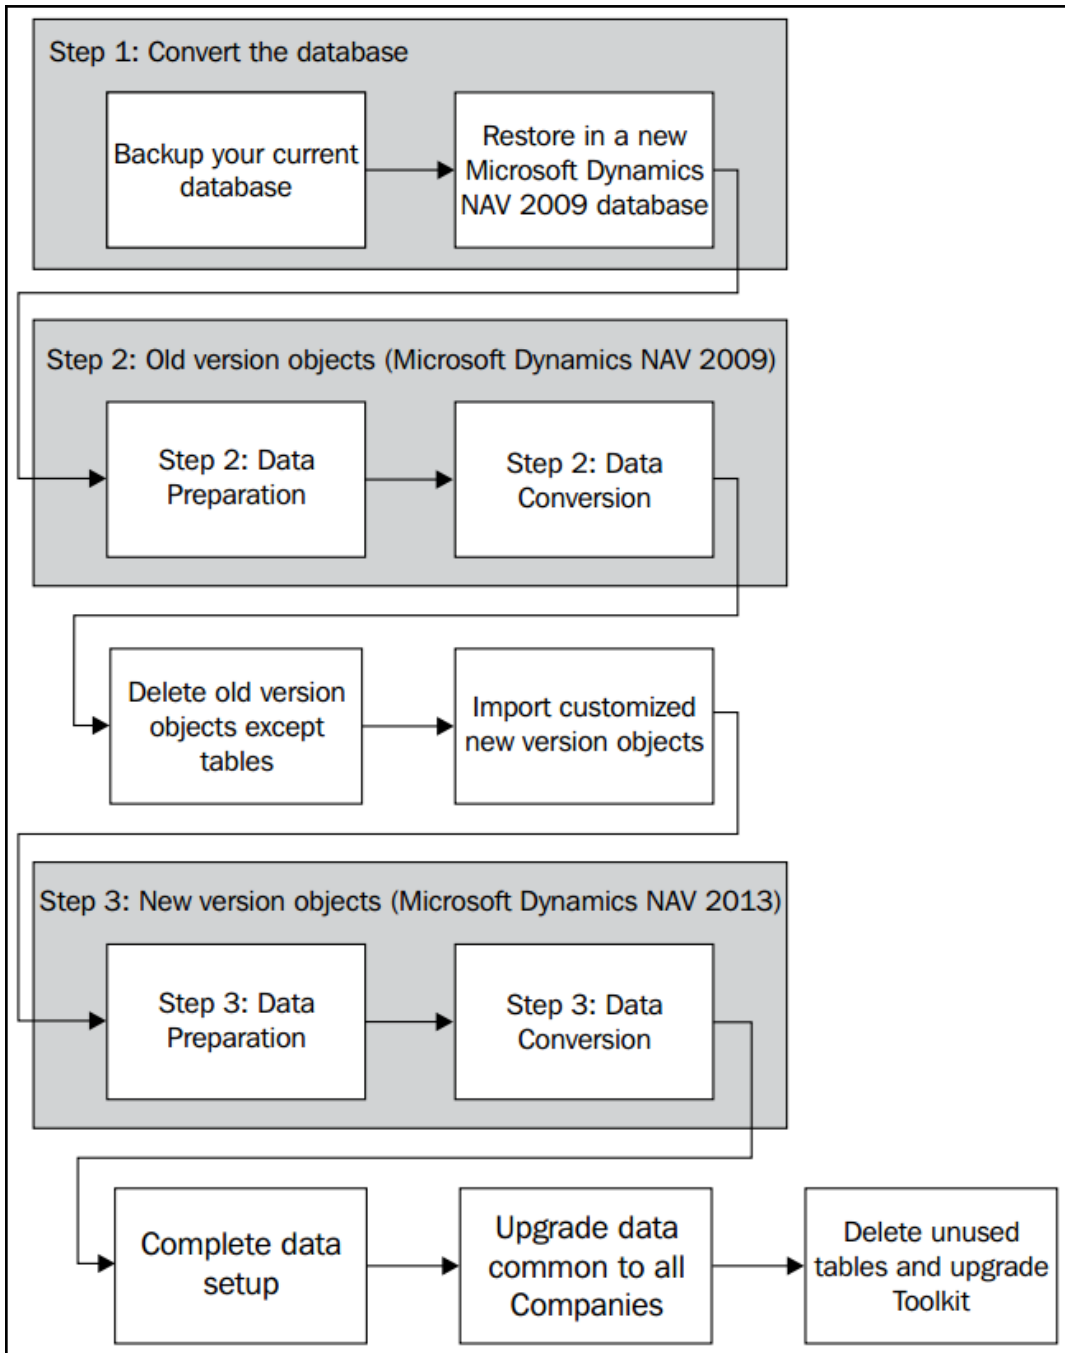 Step 1: Convert the database
Backup your current
database
Restore in a new
Microsoft Dynamics
NAV 2009 database
Step 2: Old version objects (Microsoft Dynamics NAV 2009)
Step 2: Data
Preparation
Step 2: Data
Conversion
Delete old version
objects except
tables
Import customized
new version objects
Step 3: New version objects (Microsoft Dynamics NAV 2013)
Step 3: Data
Preparation
Step 3: Data
Conversion
Complete data
setup
Upgrade data
common to all
Companies
Delete unused
tables and upgrade
Toolkit